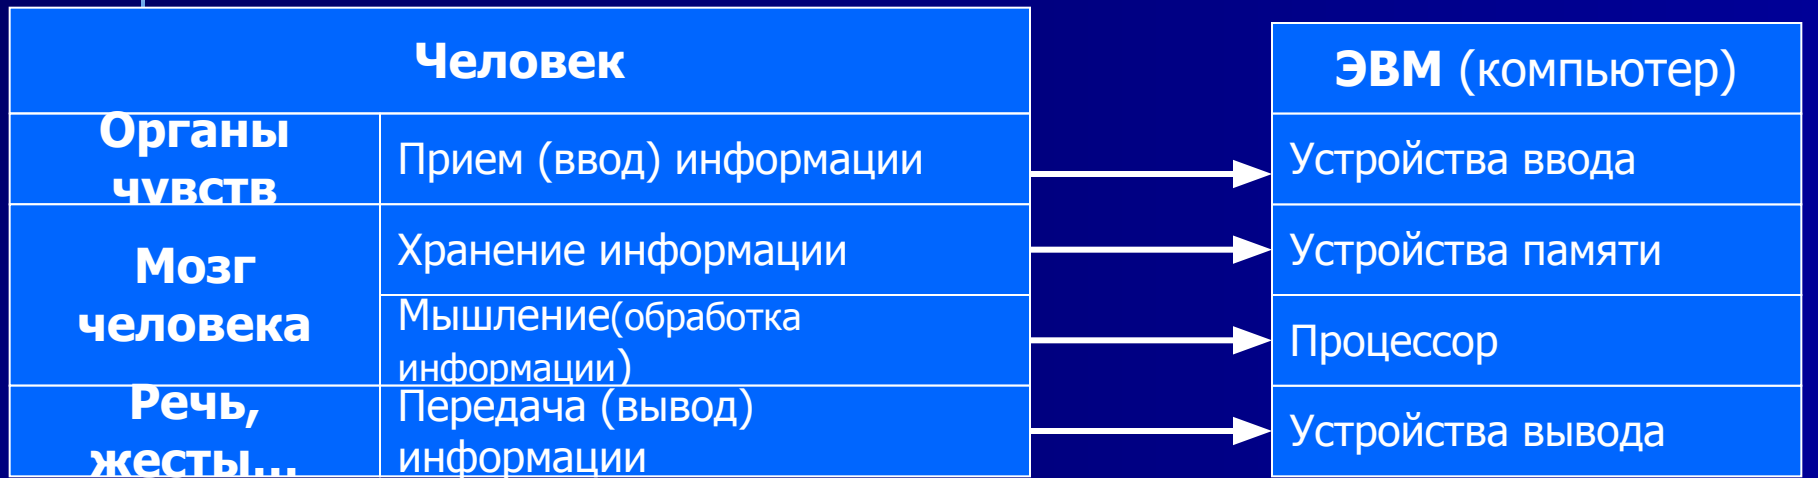 Человек
ЭВМ (компьютер)
Органы
чувств
Прием (ввод) информации
Устройства ввода
Мозг
человека
Хранение информации
Устройства памяти
Мышление(обработка
информации)
Процессор
Речь,
жесты...
Передача (вывод)
информации
Устройства вывода